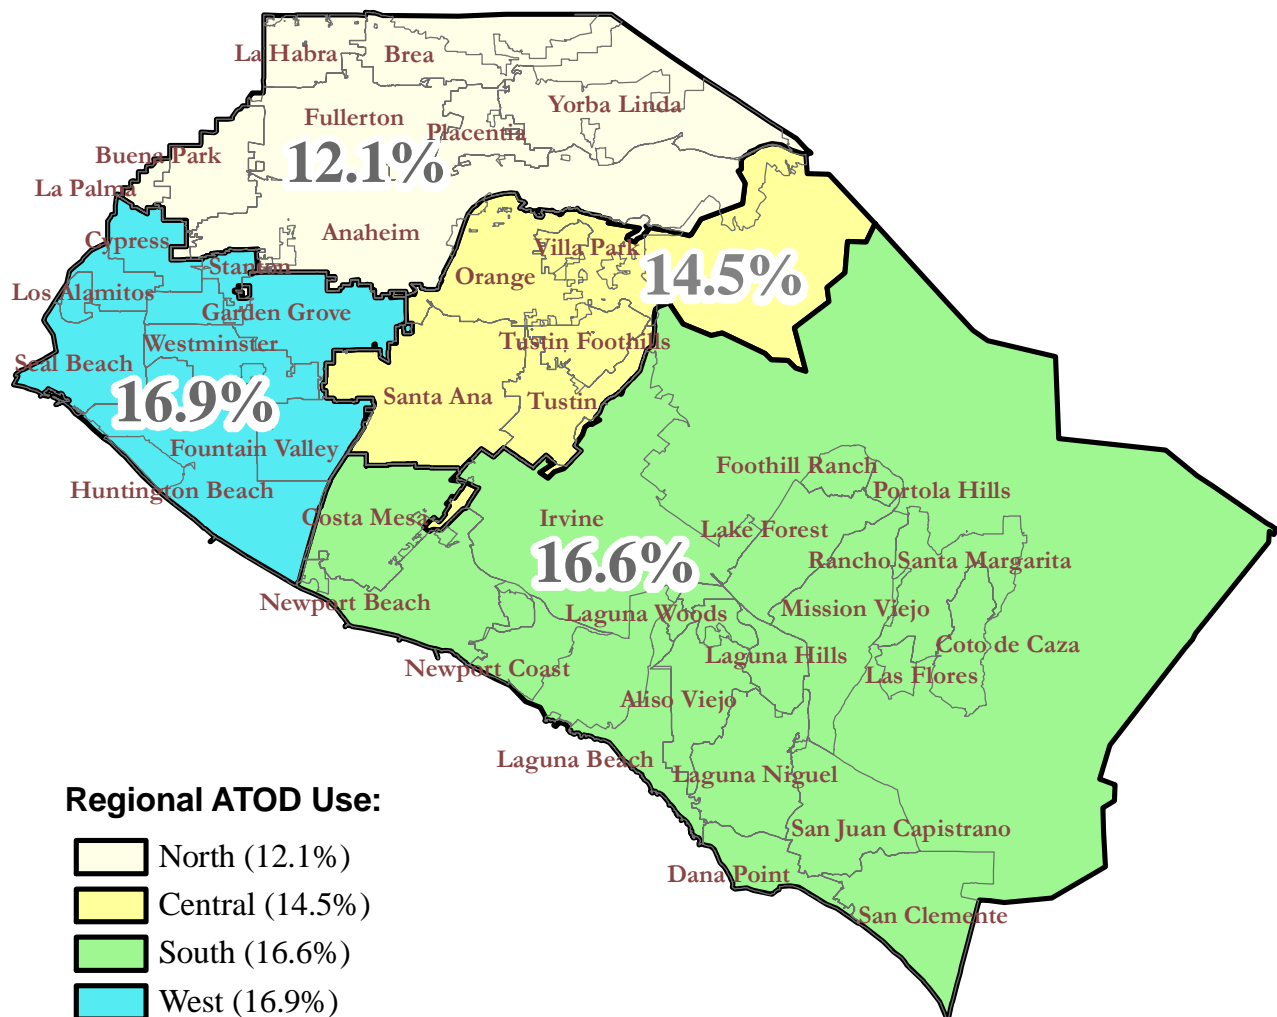 La Habra
Brea
Yorba Linda
Fullerton
Placentia
Buena Park
12.1%
La Palma
Anaheim
Cypress
Villa Park
Stanton
Orange
14.5%
Los Alamitos
Garden Grove
Westminster
Tustin Foothills
Seal Beach
16.9%
Santa Ana
Tustin
Fountain Valley
Foothill Ranch
Huntington Beach
Portola Hills
Costa Mesa
Irvine
Lake Forest
16.6%
Rancho Santa Margarita
Newport Beach
Laguna Woods
Mission Viejo
Laguna Hills
Coto de Caza
Newport Coast
Las Flores
Aliso Viejo
Laguna Beach
Laguna Niguel
San Juan Capistrano
Dana Point
San Clemente
Regional ATOD Use:
North (12.1%)
Central (14.5%)
South (16.6%)
West (16.9%)